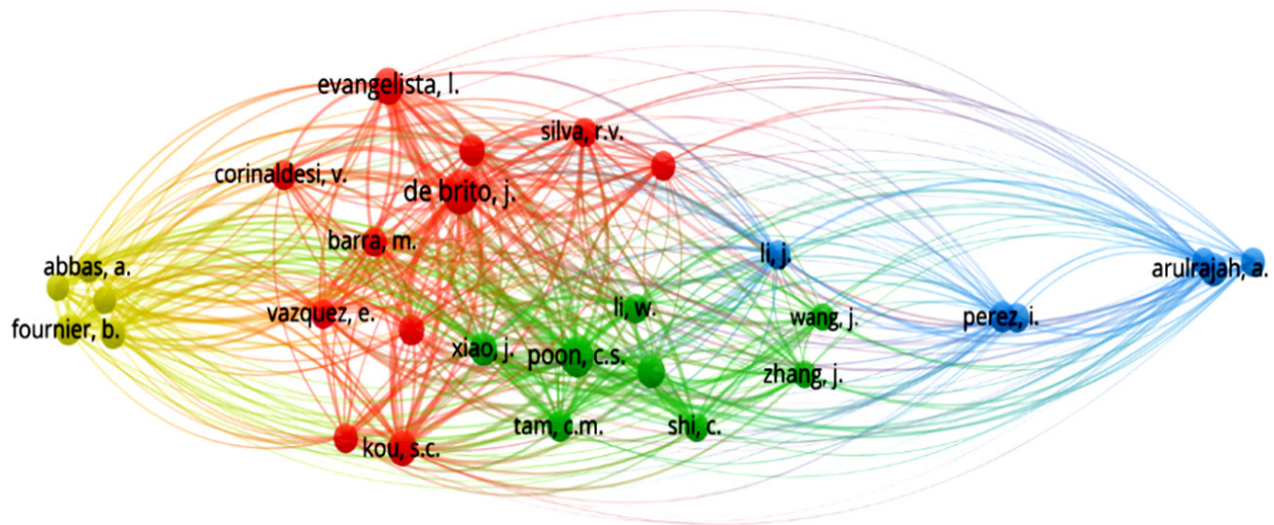 evangelista, l.
silva, r.v.
corinaldesi, v.
de brito, j.
barra, m.
li, j.
abbas, a.
arulrajah, a.
li, w.
vazquez, e.
wang, j.
perez, i.
fournier, b.
xiao, j.
poon, c.s.
zhang, j.
tam, c.m.
shi, c.
kou, s.c.